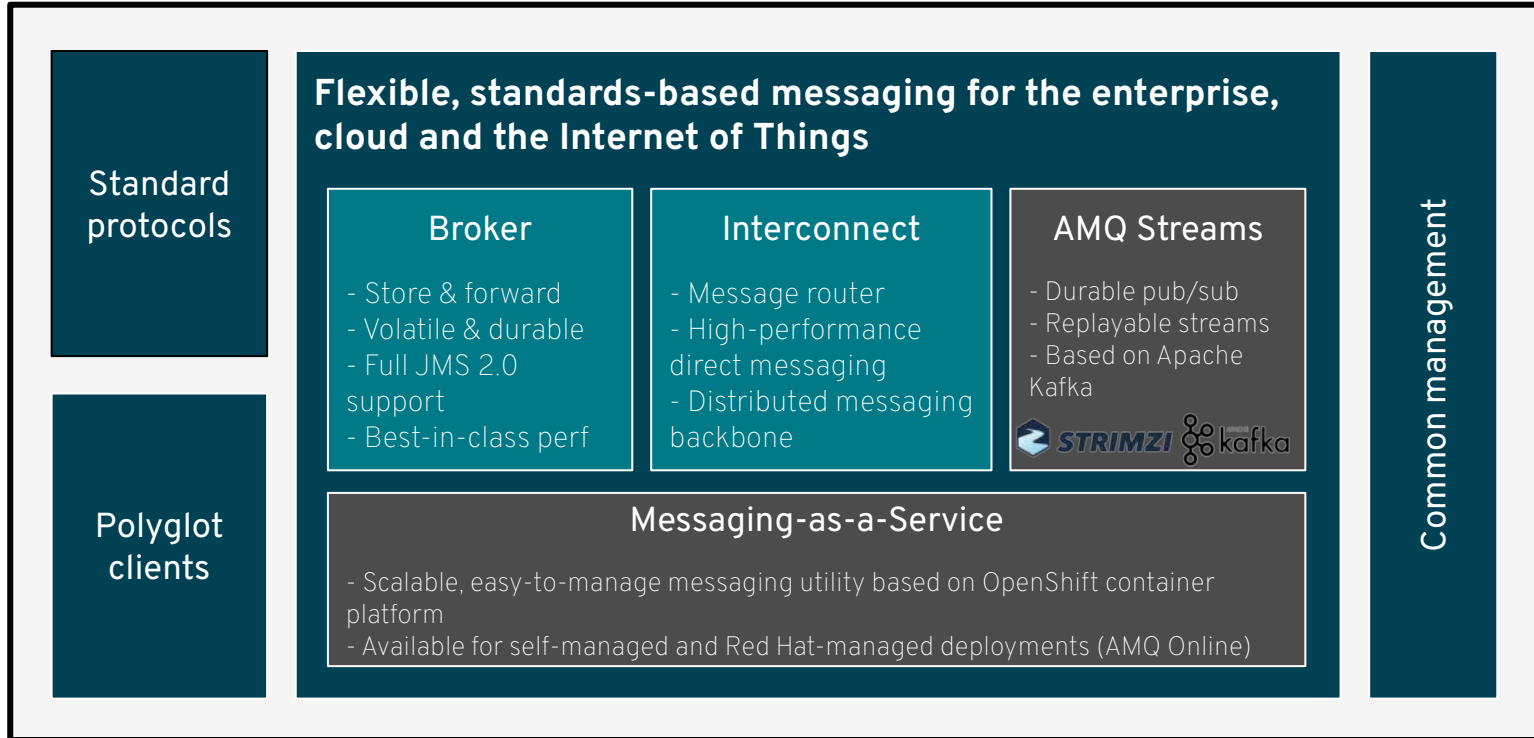 Standard
protocols
Polyglot
clients
Flexible, standards-based messaging for the enterprise,
cloud and the Internet of Things
Broker
- Store & forward
- Volatile & durable
- Full JMS 2.0
support
- Best-in-class perf
Interconnect
- Message router
- High-performance
direct messaging
- Distributed messaging
backbone
AMQ Streams
- Durable pub/sub
- Replayable streams
- Based on Apache
Kafka
STRIMZI
APACHE
kafka
Messaging-as-a-Service
- Scalable, easy-to-manage messaging utility based on OpenShift container
platform
- Available for self-managed and Red Hat-managed deployments (AMQ Online)
Common management